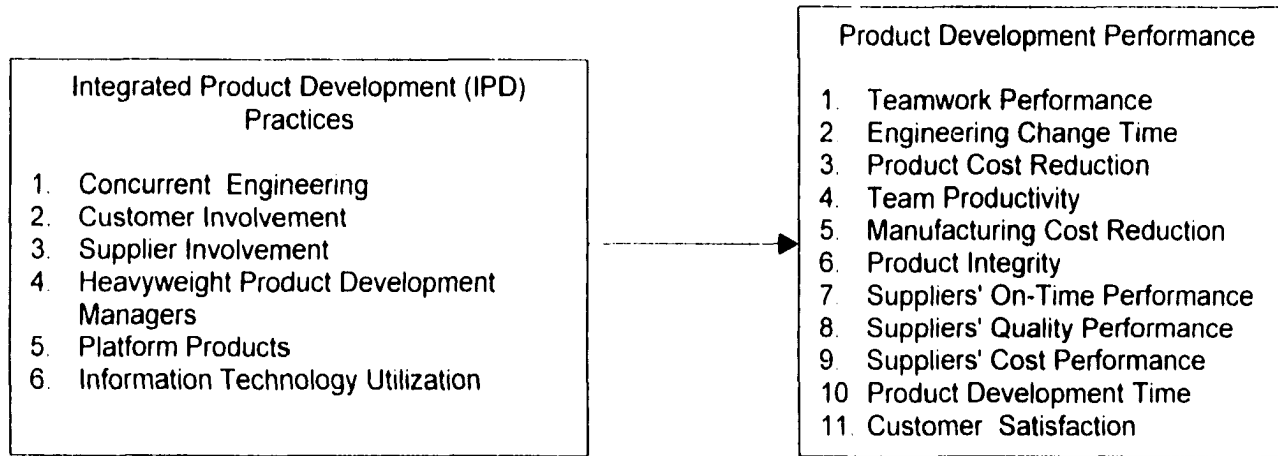 Integrated Product Development (IPD)
Practices
1. Concurrent Engineering
2. Customer Involvement
3. Supplier Involvement
4. Heavyweight Product Development
Managers
5. Platform Products
6. Information Technology Utilization
Product Development Performance
1. Teamwork Performance
2 Engineering Change Time
3. Product Cost Reduction
4. Team Productivity
5. Manufacturing Cost Reduction
6. Product Integrity
7. Suppliers' On-Time Performance
8. Suppliers' Quality Performance
9. Suppliers' Cost Performance
10 Product Development Time
11. Customer Satisfaction